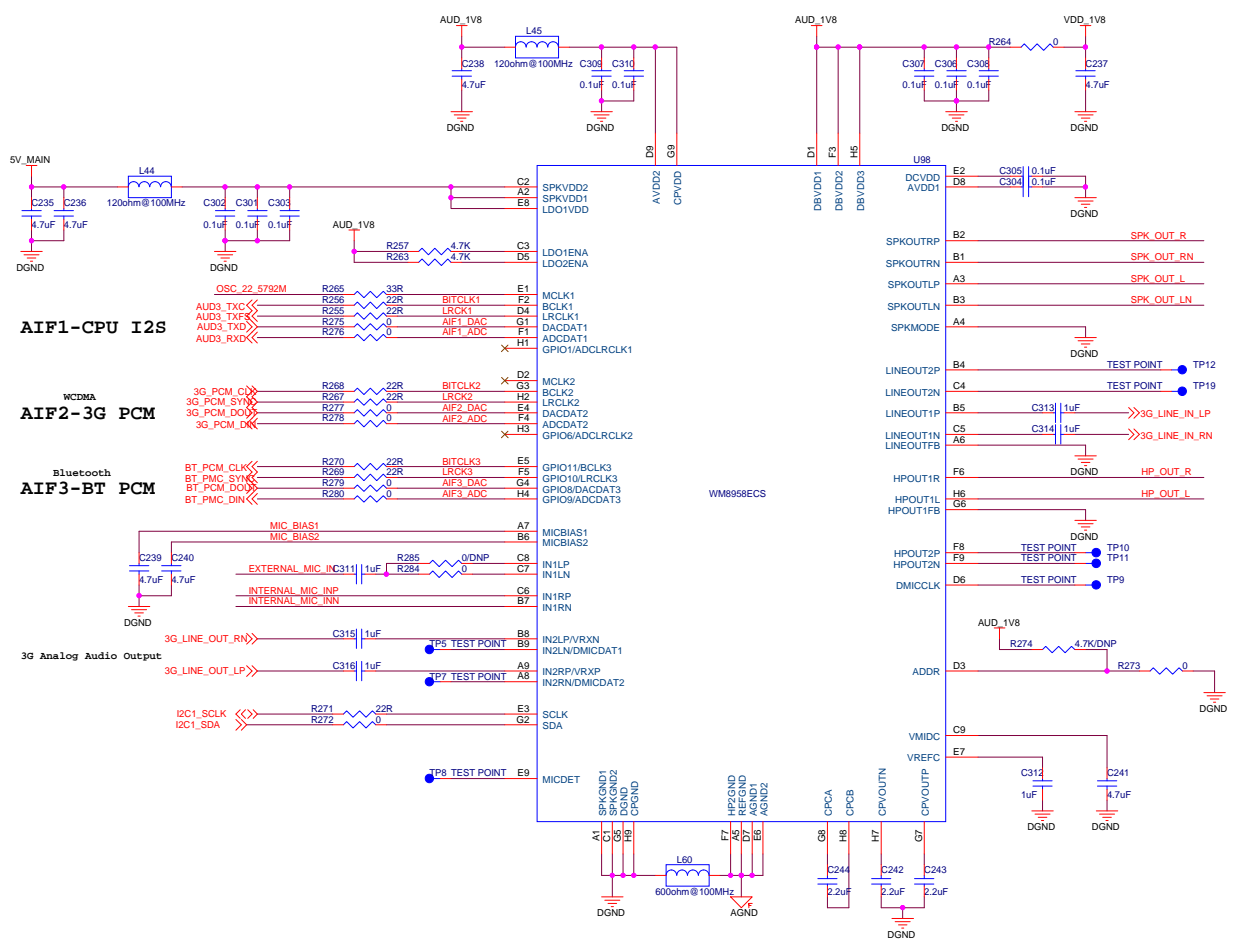 AUD_1V8
L45
120ohm@100MHz
C238
4.7uF
C309
0.1uF
C310
0.1uF
DGND
DGND
AUD_1V8
VDD_1V8
R264
0
C307
0.1uF
C306
0.1uF
C308
0.1uF
C237
4.7uF
DGND
DGND
5V_MAIN
L44
120ohm@100MHz
C235
4.7uF
C236
4.7uF
C302
0.1uF
C301
0.1uF
C303
0.1uF
DGND
DGND
D9
G9
D1
F3
H5
AVDD2
CPVDD
DBVDD1
DBVDD2
DBVDD3
U98
C2 SPKVDD2
A2 SPKVDD1
E8 LDO1VDD
AUD_1V8
R257 4.7K C3 LDO1ENA
R263 4.7K D5 LDO2ENA
OSC_22_5792M R265 33R E1 MCLK1
AUD3_TXC R256 22R BITCLK1 F2 BCLK1
AUD3_TXFS R255 22R LRCK1 D4 LRCLK1
AUD3_TXD R275 0 AIF1_DAC G1 DACDAT1
AUD3_RXD R276 0 AIF1_ADC F1 ADCDAT1
H1 GPIO1/ADCLRCLK1
AIF1-CPU I2S
D2 MCLK2
3G_PCM_CLK R268 22R BITCLK2 G3 BCLK2
3G_PCM_SYNC R267 22R LRCK2 H2 LRCLK2
3G_PCM_DOUT R277 0 AIF2_DAC E4 DACDAT2
3G_PCM_DIN R278 0 AIF2_ADC F4 ADCDAT2
H3 GPIO6/ADCLRCLK2
WCDMA
AIF2-3G PCM
BT_PCM_CLK R270 22R BITCLK3 E5 GPIO11/BCLK3
BT_PMC_SYNC R269 22R LRCK3 F5 GPIO10/LRCLK3
BT_PCM_DOUT R279 0 AIF3_DAC G4 GPIO8/DACDAT3
BT_PMC_DIN R280 0 AIF3_ADC H4 GPIO9/ADCDAT3
Bluetooth
AIF3-BT PCM
WM8958ECS
MIC_BIAS1 A7 MICBIAS1
MIC_BIAS2 B6 MICBIAS2
C239
4.7uF
C240
4.7uF
DGND
R285 0/DNP C8 IN1LP
EXTERNAL_MIC_IN C311 1uF R284 0 C7 IN1LN
INTERNAL_MIC_INP C6 IN1RP
INTERNAL_MIC_INN B7 IN1RN
3G_LINE_OUT_RN C315 1uF B8 IN2LP/VRXN
TP5 TEST POINT B9 IN2LN/DMICDAT1
3G Analog Audio Output
3G_LINE_OUT_LP C316 1uF A9 IN2RP/VRXP
TP7 TEST POINT A8 IN2RN/DMICDAT2
I2C1_SCLK R271 22R E3 SCLK
I2C1_SDA R272 0 G2 SDA
TP8 TEST POINT E9 MICDET
DCVDD E2 C305 0.1uF
AVDD1 D8 C304 0.1uF
DGND
SPKOUTRP B2 SPK_OUT_R
SPKOUTRN B1 SPK_OUT_RN
SPKOUTLP A3 SPK_OUT_L
SPKOUTLN B3 SPK_OUT_LN
SPKMODE A4
DGND
LINEOUT2P B4 TEST POINT TP12
LINEOUT2N C4 TEST POINT TP19
LINEOUT1P B5 C313 1uF 3G_LINE_IN_LP
LINEOUT1N C5 C314 1uF 3G_LINE_IN_RN
LINEOUTFB A6
DGND
HPOUT1R F6 HP_OUT_R
HPOUT1L H6 HP_OUT_L
HPOUT1FB G6
DGND
HPOUT2P F8 TEST POINT TP10
HPOUT2N F9 TEST POINT TP11
DMICCLK D6 TEST POINT TP9
AUD_1V8
R274 4.7K/DNP
ADDR D3 R273 0
DGND
VMIDC C9
VREFC E7
C312
1uF
C241
4.7uF
DGND
DGND
SPKGND1
SPKGND2
DGND
CPGND
HP2GND
REFGND
AGND1
AGND2
CPCA
CPCB
CPVOUTN
CPVOUTP
A1
C1
G5
H9
F7
A5
D7
E6
G8
H8
H7
G7
L60
600ohm@100MHz
DGND
AGND
C244
2.2uF
C242
2.2uF
C243
2.2uF
DGND